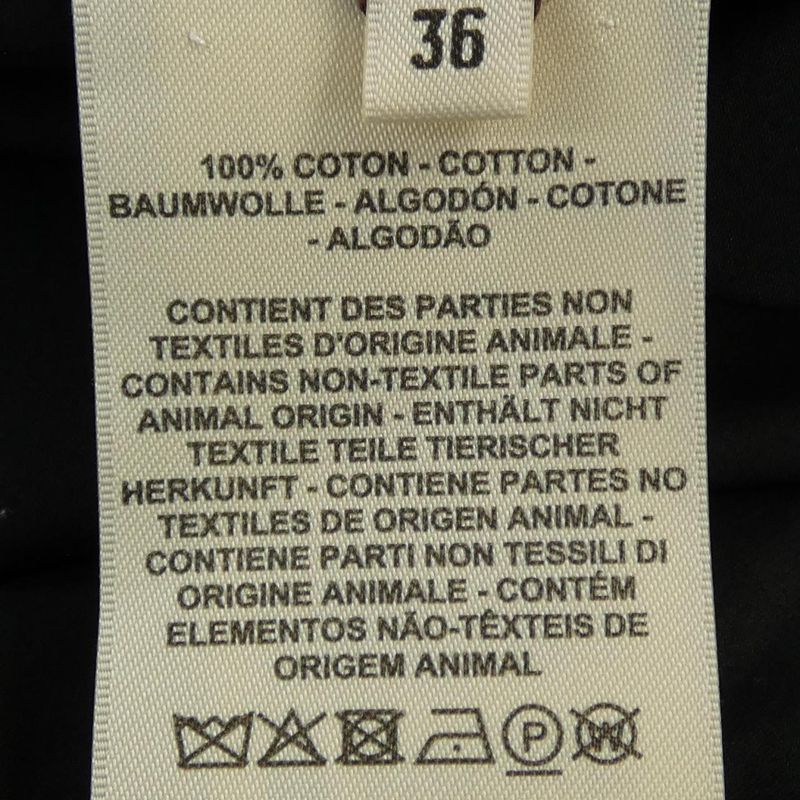 36
100% COTON - COTTON -
BAUMWOLLE - ALGODÓN - COTONE
- ALGODÃO
CONTIENT DES PARTIES NON
TEXTILES D'ORIGINE ANIMALE -
CONTAINS NON-TEXTILE PARTS OF
ANIMAL ORIGIN - ENTHÄLT NICHT
TEXTILE TEILE TIERISCHER
HERKUNFT - CONTIENE PARTES NO
TEXTILES DE ORIGEN ANIMAL -
CONTIENE PARTI NON TESSILI DI
ORIGINE ANIMALE - CONTÉM
ELEMENTOS NÃO-TÊXTEIS DE
ORIGEM ANIMAL
P W